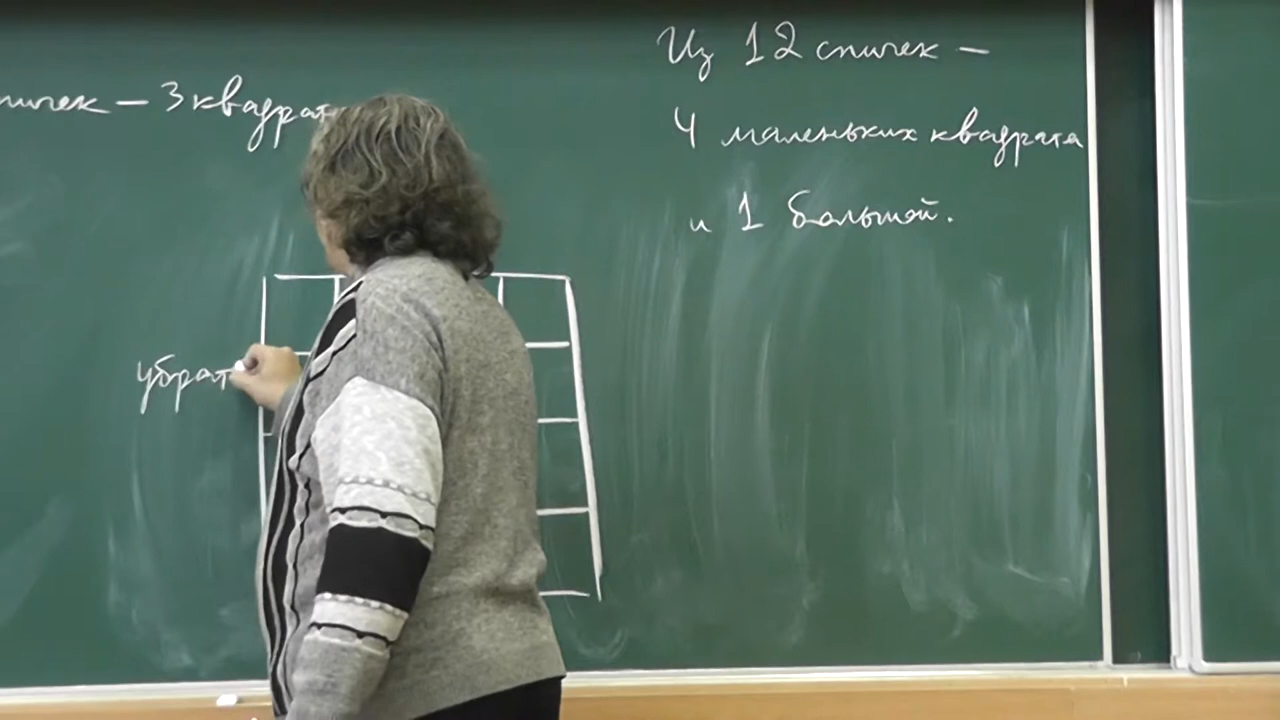 спичек — 3 квадрат
убрат
Из 12 спичек —
4 маленьких квадрата
и 1 большой.